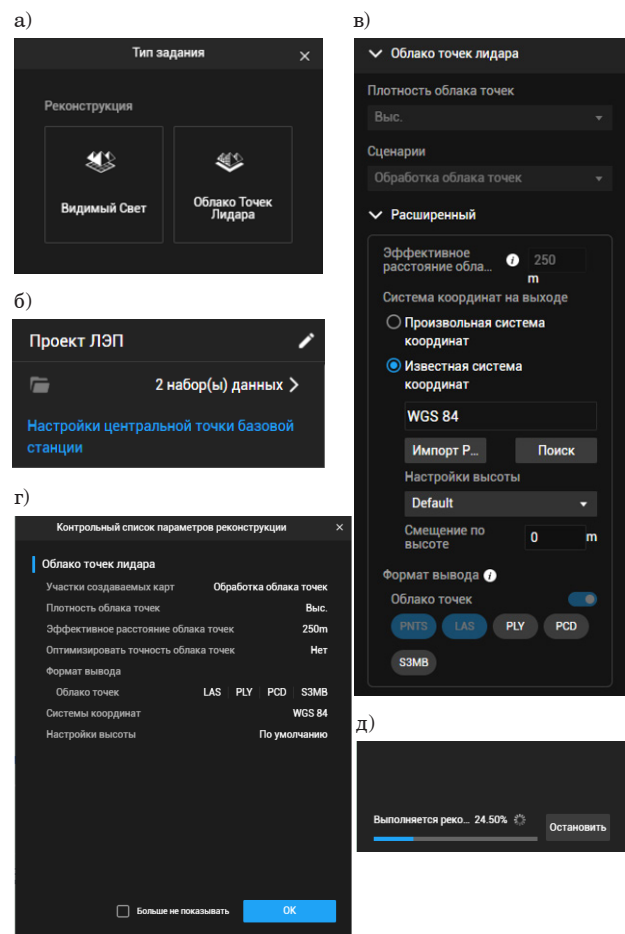 а)
Тип задания
Реконструкция
Видимый Свет
Облако Точек
Лидара
б)
Проект ЛЭП
2 набор(ы) данных
Настройки центральной точки базовой
станции
в)
Облако точек лидара
Плотность облака точек
Выс.
Сценарии
Обработка облака точек
Расширенный
Эффективное
расстояние обла...
250
m
Система координат на выходе
Произвольная система
координат
Известная система
координат
WGS 84
Импорт P... Поиск
Настройки высоты
Default
Смещение по
высоте
0 m
Формат вывода
Облако точек
PNTS LAS PLY PCD
S3MB
г)
Контрольный список параметров реконструкции
Облако точек лидара
Участки создаваемых карт Обработка облака точек
Плотность облака точек Выс.
Эффективное расстояние облака точек 250m
Оптимизировать точность облака точек Нет
Формат вывода
Облако точек LAS PLY PCD S3MB
Системы координат WGS 84
Настройки высоты По умолчанию
Больше не показывать OK
д)
Выполняется реко... 24.50%
Остановить